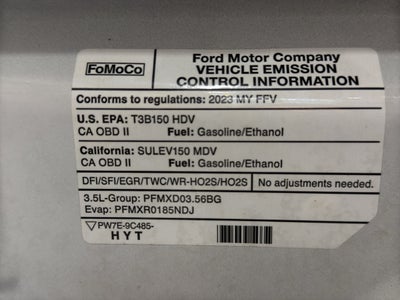 FoMoCo
Ford Motor Company
VEHICLE EMISSION
CONTROL INFORMATION
Conforms to regulations: 2023 MY FFV
U.S. EPA: T3B150 HDV
CA OBD II Fuel: Gasoline/Ethanol
California: SULEV150 MDV
CA OBD II Fuel: Gasoline/Ethanol
DFI/SFI/EGR/TWC/WR-HO2S/HO2S No adjustments needed.
3.5L-Group: PFMXD03.56BG
Evap: PFMXR0185NDJ
PW7E-9C485-
HYT